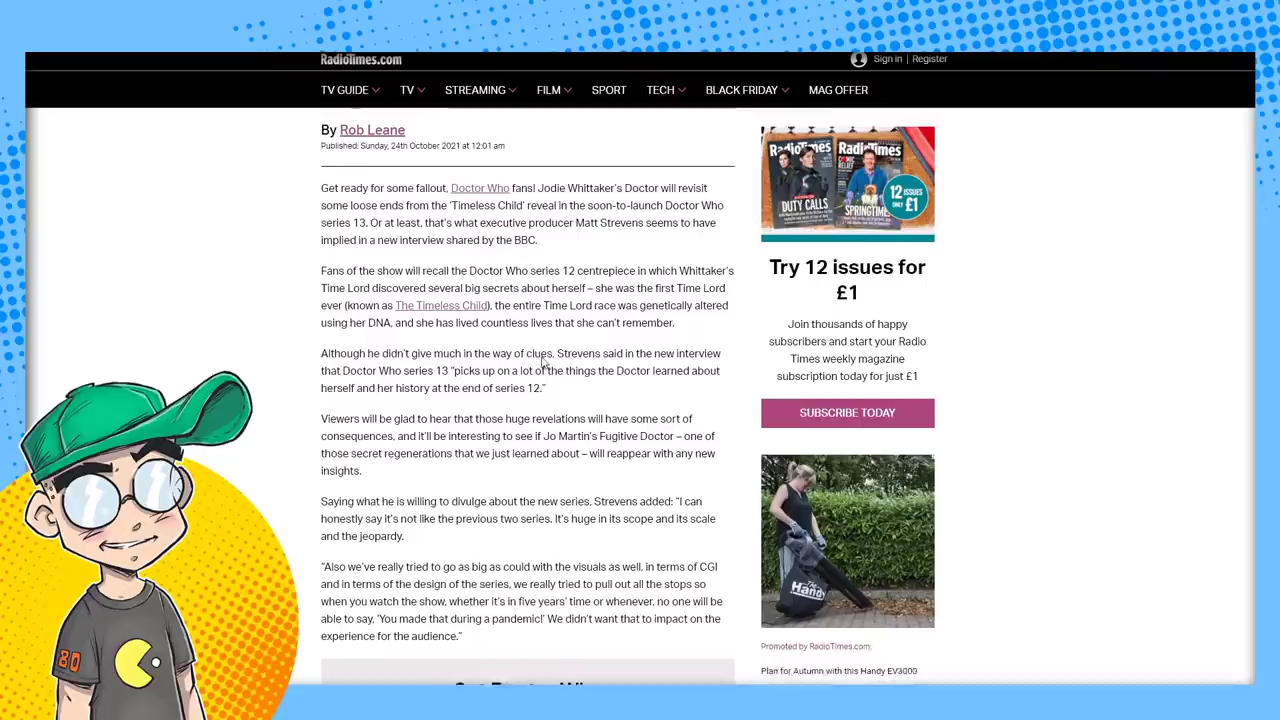 RadioTimes.com
Sign in | Register
TV GUIDE TV STREAMING FILM SPORT TECH BLACK FRIDAY MAG OFFER
By Rob Leane
Published: Sunday, 24th October 2021 at 12:01 am
Get ready for some fallout, Doctor Who fans! Jodie Whittaker's Doctor will revisit
some loose ends from the 'Timeless Child' reveal in the soon-to-launch Doctor Who
series 13. Or at least, that's what executive producer Matt Strevens seems to have
implied in a new interview shared by the BBC.
Fans of the show will recall the Doctor Who series 12 centrepiece in which Whittaker's
Time Lord discovered several big secrets about herself – she was the first Time Lord
ever (known as The Timeless Child), the entire Time Lord race was genetically altered
using her DNA, and she has lived countless lives that she can't remember.
Although he didn't give much in the way of clues, Strevens said in the new interview
that Doctor Who series 13 "picks up on a lot of the things the Doctor learned about
herself and her history at the end of series 12."
Viewers will be glad to hear that those huge revelations will have some sort of
consequences, and it'll be interesting to see if Jo Martin's Fugitive Doctor – one of
those secret regenerations that we just learned about – will reappear with any new
insights.
Saying what he is willing to divulge about the new series, Strevens added: "I can
honestly say it's not like the previous two series. It's huge in its scope and its scale
and the jeopardy.
"Also we've really tried to go as big as could with the visuals as well, in terms of CGI
and in terms of the design of the series, we really tried to pull out all the stops so
when you watch the show, whether it's in five years' time or whenever, no one will be
able to say, 'You made that during a pandemic!' We didn't want that to impact on the
experience for the audience."
RadioTimes
RadioTimes
COMIC
RELIEF
DUTY CALLS
SPRINGTIME
12
ISSUES
ONLY £1
Try 12 issues for
£1
Join thousands of happy
subscribers and start your Radio
Times weekly magazine
subscription today for just £1
SUBSCRIBE TODAY
The Handy
Promoted by RadioTimes.com.
Plan for Autumn with this Handy EV3000
80